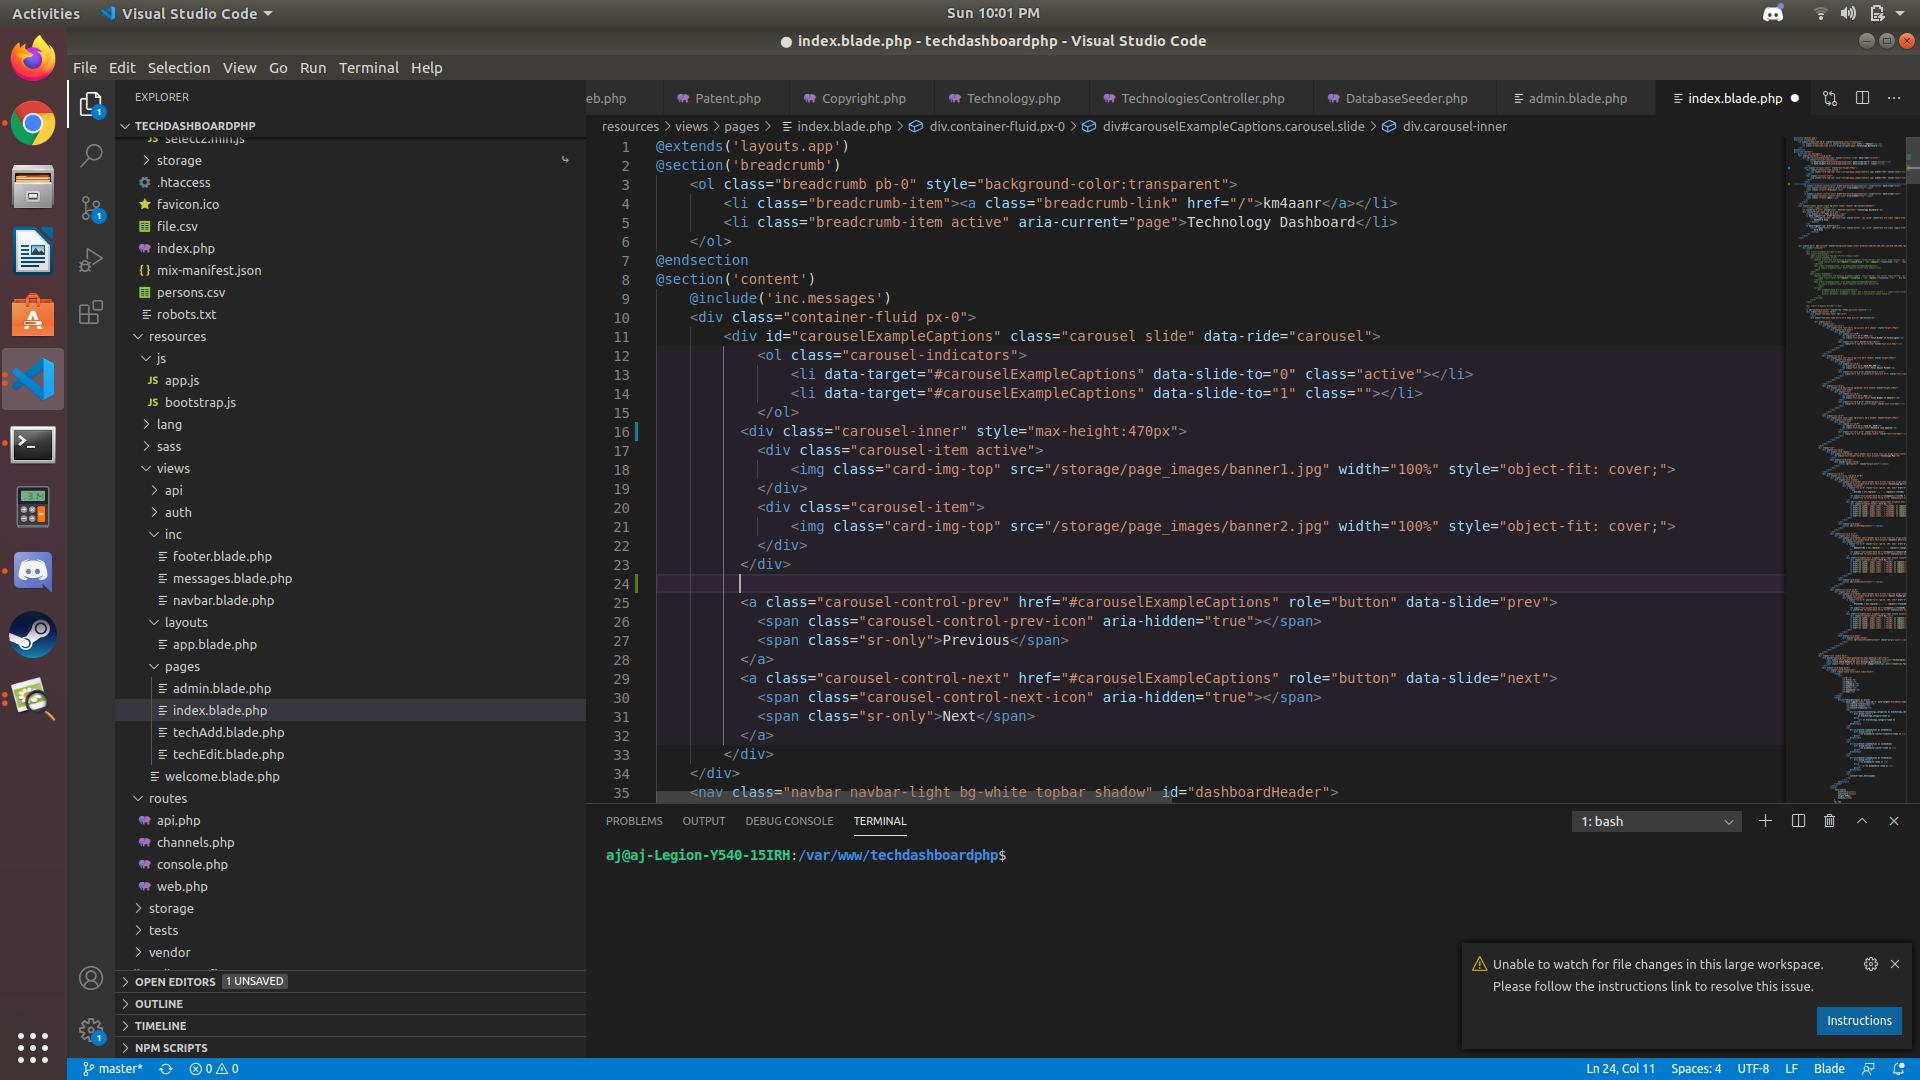 Activities
Visual Studio Code
Sun 10:01 PM
● index.blade.php - techdashboardphp - Visual Studio Code
File Edit Selection View Go Run Terminal Help
EXPLORER
TECHDASHBOARDPHP
select2.min.js
storage
.htaccess
favicon.ico
file.csv
index.php
mix-manifest.json
persons.csv
robots.txt
resources
js
JS app.js
JS bootstrap.js
lang
sass
views
api
auth
inc
footer.blade.php
messages.blade.php
navbar.blade.php
layouts
app.blade.php
pages
admin.blade.php
index.blade.php
techAdd.blade.php
techEdit.blade.php
welcome.blade.php
routes
api.php
channels.php
console.php
web.php
storage
tests
vendor
OPEN EDITORS 1 UNSAVED
OUTLINE
TIMELINE
NPM SCRIPTS
eb.php Patent.php Copyright.php Technology.php TechnologiesController.php DatabaseSeeder.php admin.blade.php index.blade.php
resources > views > pages > index.blade.php > div.container-fluid.px-0 > div#carouselExampleCaptions.carousel.slide > div.carousel-inner
1 @extends('layouts.app')
2 @section('breadcrumb')
3 <ol class="breadcrumb pb-0" style="background-color:transparent">
4 <li class="breadcrumb-item"><a class="breadcrumb-link" href="/">km4aanr</a></li>
5 <li class="breadcrumb-item active" aria-current="page">Technology Dashboard</li>
6 </ol>
7 @endsection
8 @section('content')
9 @include('inc.messages')
10 <div class="container-fluid px-0">
11 <div id="carouselExampleCaptions" class="carousel slide" data-ride="carousel">
12 <ol class="carousel-indicators">
13 <li data-target="#carouselExampleCaptions" data-slide-to="0" class="active"></li>
14 <li data-target="#carouselExampleCaptions" data-slide-to="1" class=""></li>
15 </ol>
16 <div class="carousel-inner" style="max-height:470px">
17 <div class="carousel-item active">
18 <img class="card-img-top" src="/storage/page_images/banner1.jpg" width="100%" style="object-fit: cover;">
19 </div>
20 <div class="carousel-item">
21 <img class="card-img-top" src="/storage/page_images/banner2.jpg" width="100%" style="object-fit: cover;">
22 </div>
23 </div>
24
25 <a class="carousel-control-prev" href="#carouselExampleCaptions" role="button" data-slide="prev">
26 <span class="carousel-control-prev-icon" aria-hidden="true"></span>
27 <span class="sr-only">Previous</span>
28 </a>
29 <a class="carousel-control-next" href="#carouselExampleCaptions" role="button" data-slide="next">
30 <span class="carousel-control-next-icon" aria-hidden="true"></span>
31 <span class="sr-only">Next</span>
32 </a>
33 </div>
34 </div>
35 <nav class="navbar navbar-light bg-white topbar shadow" id="dashboardHeader">
PROBLEMS OUTPUT DEBUG CONSOLE TERMINAL
1: bash
aj@aj-Legion-Y540-15IRH:/var/www/techdashboardphp$
Unable to watch for file changes in this large workspace.
Please follow the instructions link to resolve this issue.
Instructions
master* 0 0
Ln 24, Col 11 Spaces: 4 UTF-8 LF Blade